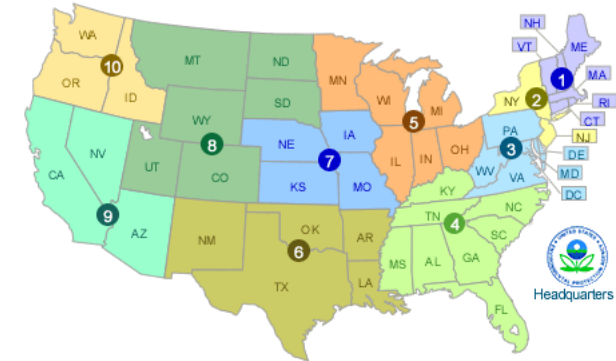 WA
OR
ID
10
MT
ND
SD
WY
UT
CO
8
CA
NV
AZ
9
NE
IA
KS
MO
7
NM
OK
TX
AR
LA
6
MN
WI
MI
IL
IN
OH
5
KY
TN
NC
SC
MS
AL
GA
FL
4
PA
WV
VA
DE
MD
DC
3
NY
NJ
2
NH
VT
ME
MA
RI
CT
1
UNITED STATES
Headquarters